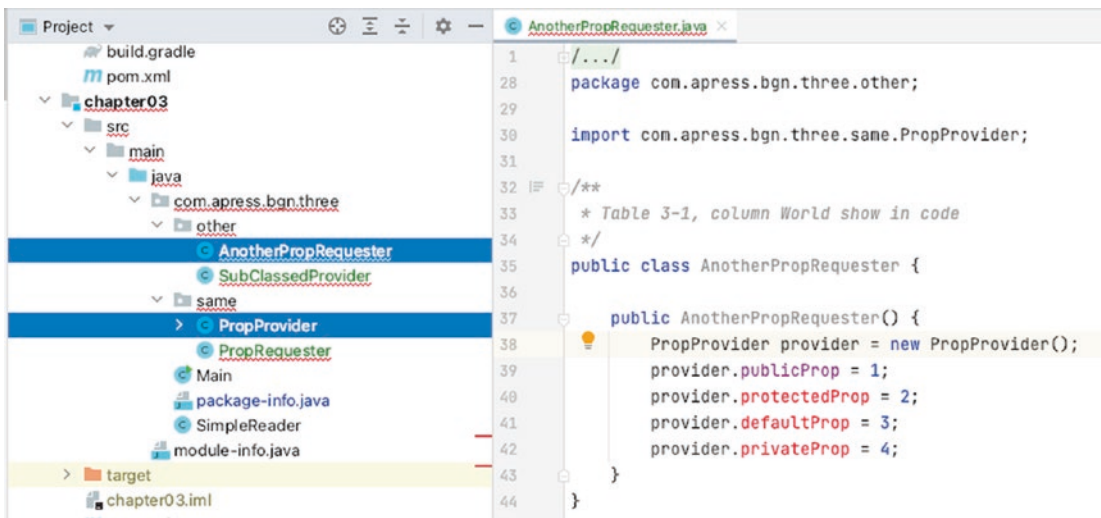 Project
build.gradle
pom.xml
chapter03
src
main
java
com.apress.bgn.three
other
AnotherPropRequester
SubClassedProvider
same
PropProvider
PropRequester
Main
package-info.java
SimpleReader
module-info.java
target
chapter03.iml
AnotherPropRequester.java
1 /.../
28 package com.apress.bgn.three.other;
29
30 import com.apress.bgn.three.same.PropProvider;
31
32 /**
33 * Table 3-1, column World show in code
34 */
35 public class AnotherPropRequester {
36
37 public AnotherPropRequester() {
38 PropProvider provider = new PropProvider();
39 provider.publicProp = 1;
40 provider.protectedProp = 2;
41 provider.defaultProp = 3;
42 provider.privateProp = 4;
43 }
44 }